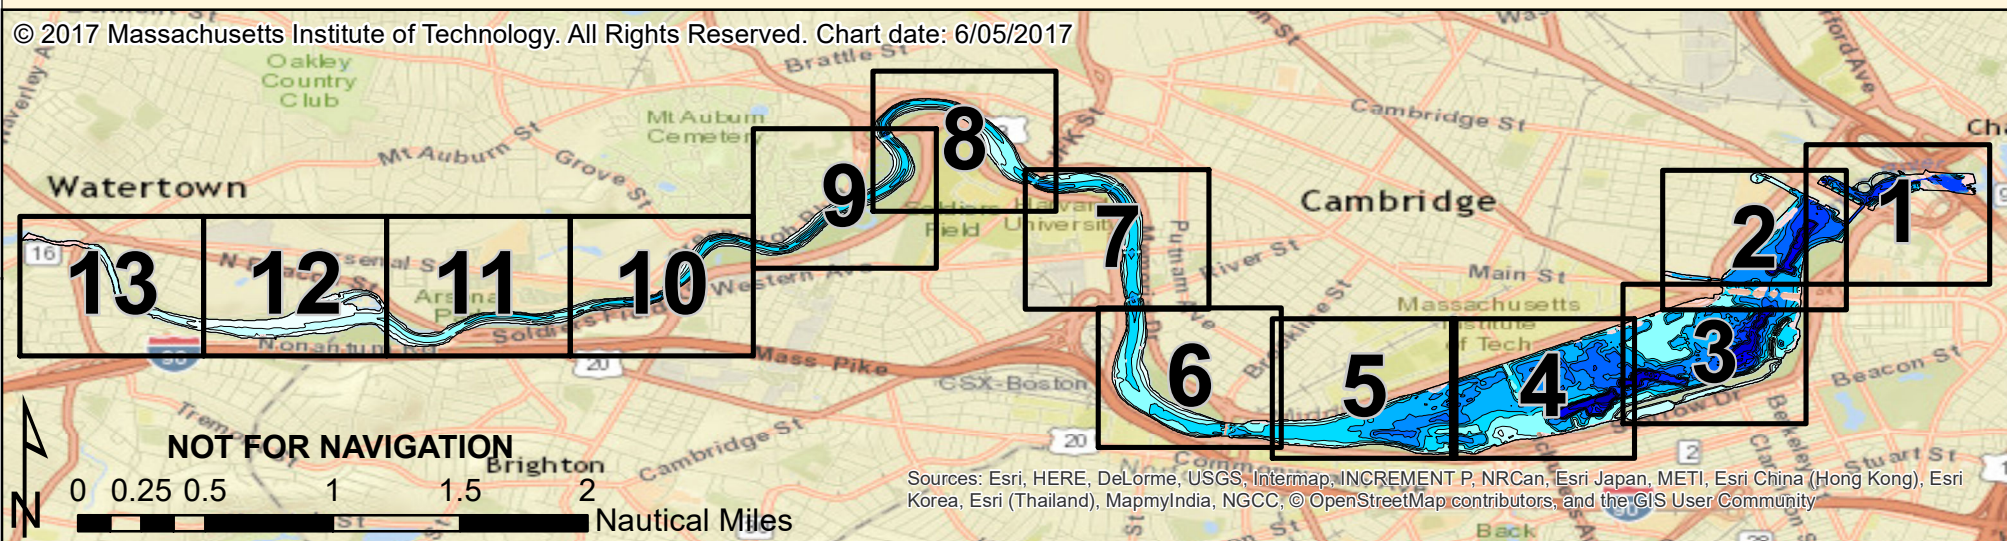 © 2017 Massachusetts Institute of Technology. All Rights Reserved. Chart date: 6/05/2017
Brattle St
Oakley
Country
Club
Mt Auburn
Cemetery
Cambridge St
Mt Auburn St
Grove St
Watertown
Cambridge
Harvard
University
Field
Putnam Ave
River St
Main St
Western Ave
Massachusetts
Institute
of Tech
Brookline St
16
13
12
11
10
9
8
7
6
5
4
3
2
1
Nonantum Rd
Soldiers Field
20
Mass Pike
CSX-Boston
Beacon St
20
2
Stuart St
Cambridge St
Brighton
NOT FOR NAVIGATION
0 0.25 0.5 1 1.5 2
Nautical Miles
N
Sources: Esri, HERE, DeLorme, USGS, Intermap, INCREMENT P, NRCan, Esri Japan, METI, Esri China (Hong Kong), Esri
Korea, Esri (Thailand), MapmyIndia, NGCC, © OpenStreetMap contributors, and the GIS User Community
Back